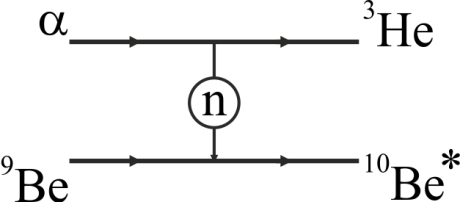 α ³He
n
⁹Be ¹⁰Be*